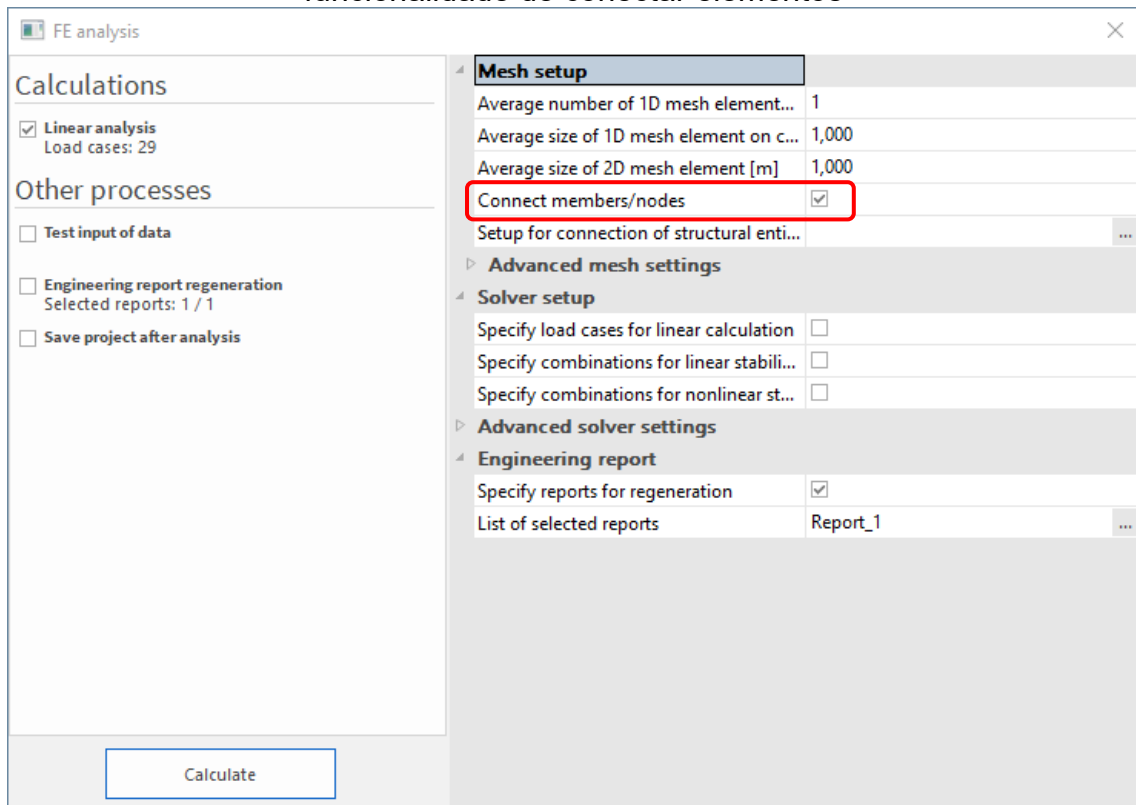 funcionalidade de conectar elementos
FE analysis
Calculations
Linear analysis
Load cases: 29
Other processes
Test input of data
Engineering report regeneration
Selected reports: 1 / 1
Save project after analysis
Calculate
Mesh setup
Average number of 1D mesh element... 1
Average size of 1D mesh element on c... 1,000
Average size of 2D mesh element [m] 1,000
Connect members/nodes
Setup for connection of structural enti... ...
Advanced mesh settings
Solver setup
Specify load cases for linear calculation
Specify combinations for linear stabili...
Specify combinations for nonlinear st...
Advanced solver settings
Engineering report
Specify reports for regeneration
List of selected reports Report_1 ...